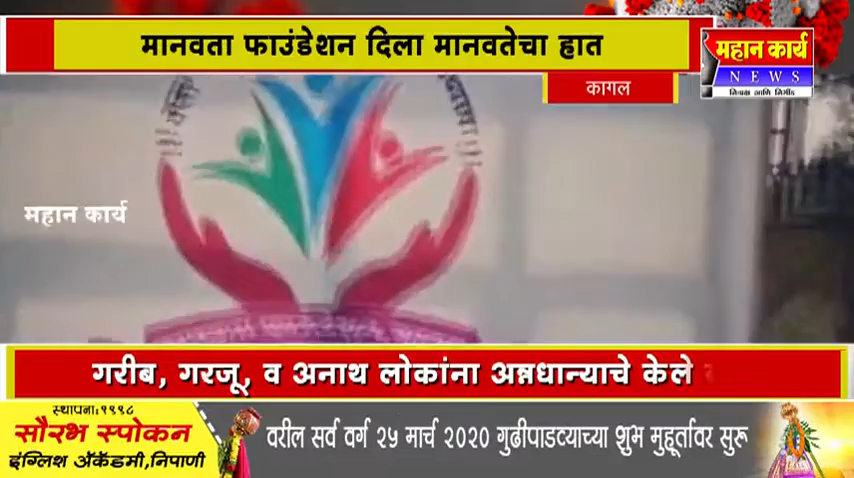 मानवता फाउंडेशन दिला मानवतेचा हात
महान कार्य
NEWS
कागल
महान कार्य
गरीब, गरजू, व अनाथ लोकांना अन्नधान्याचे केले
स्थापना:१९९८
सौरभ स्पोकन
इंग्लिश ॲकॅडमी,निपाणी
वरील सर्व वर्ग २५ मार्च २०२० गुढीपाडव्याच्या शुभ मुहूर्तावर सुरू